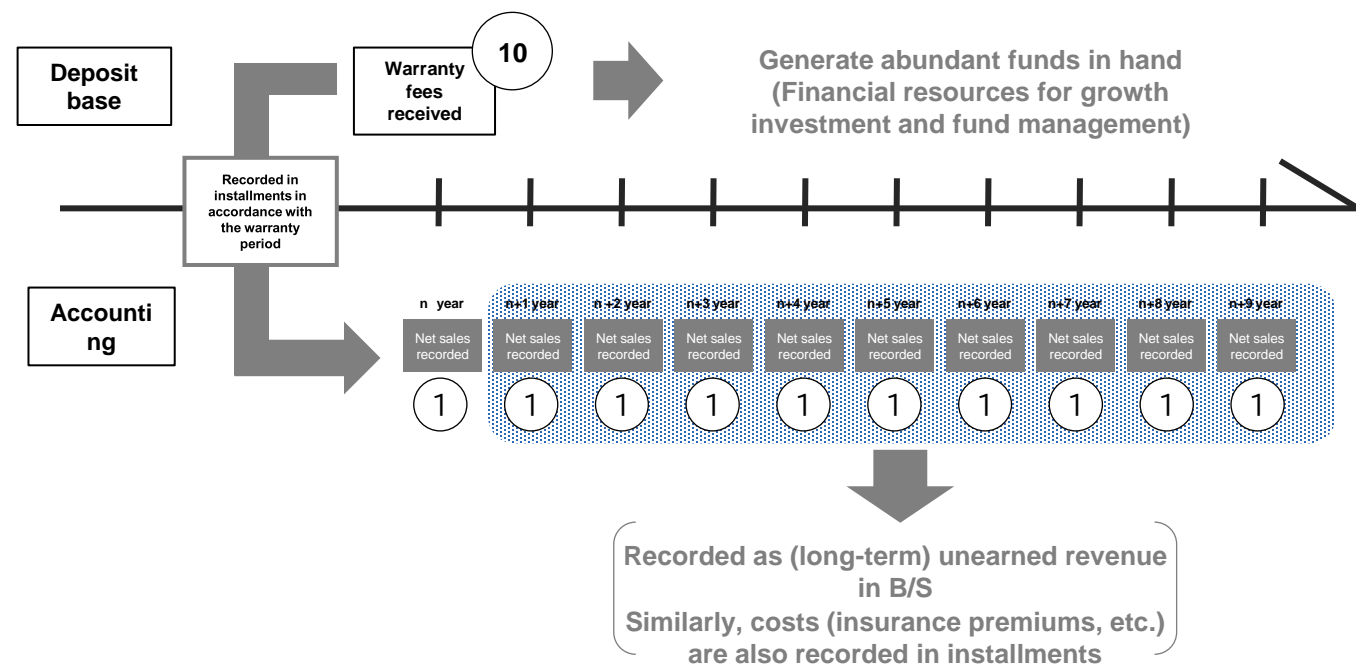 Deposit
base
Warranty
fees
received
10
Generate abundant funds in hand
(Financial resources for growth
investment and fund management)
Recorded in
installments in
accordance with
the warranty
period
Accounti
ng
n year
n+1 year
n +2 year
n+3 year
n+4 year
n+5 year
n+6 year
n+7 year
n+8 year
n+9 year
Net sales
recorded
Net sales
recorded
Net sales
recorded
Net sales
recorded
Net sales
recorded
Net sales
recorded
Net sales
recorded
Net sales
recorded
Net sales
recorded
Net sales
recorded
1
1
1
1
1
1
1
1
1
1
Recorded as (long-term) unearned revenue
in B/S
Similarly, costs (insurance premiums, etc.)
are also recorded in installments